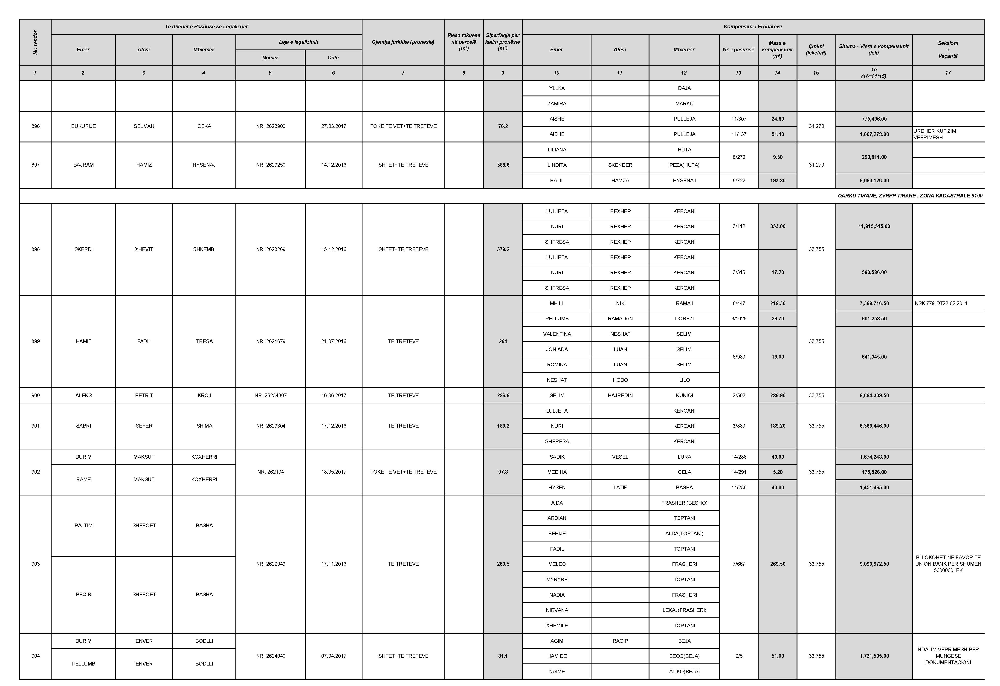 Nr. rendor
Të dhënat e Pasurisë së Legalizuar
Gjendja juridike (pronesia)
Pjesa takuese në parcelë (m²)
Sipërfaqja për kalim pronësie (m²)
Kompensimi i Pronarëve
Emër Atësi Mbiemër Leja e legalizimit
Numer Date
Emër Atësi Mbiemër Nr. i pasurisë Masa e kompensimit (m²) Çmimi (leke/m²) Shuma - Vlera e kompensimit (lek) Seksioni i Veçantë
1 2 3 4 5 6 7 8 9 10 11 12 13 14 15 16 (16=14*15) 17
YLLKA DAJA
ZAMIRA MARKU
896 BUKURIJE SELMAN CEKA NR. 2623900 27.03.2017 TOKE TE VET+TE TRETEVE 76.2 AISHE PULLEJA 11/307 24.80 31,270 775,496.00
AISHE PULLEJA 11/137 51.40 1,607,278.00 URDHER KUFIZIM VEPRIMESH
897 BAJRAM HAMIZ HYSENAJ NR. 2623250 14.12.2016 SHTET+TE TRETEVE 388.6 LILIANA HUTA 8/276 9.30 31,270 290,811.00
LINDITA SKENDER PEZA(HUTA)
HALIL HAMZA HYSENAJ 8/722 193.80 6,060,126.00
QARKU TIRANE, ZVRPP TIRANE , ZONA KADASTRALE 8190
898 SKERDI XHEVIT SHKEMBI NR. 2623269 15.12.2016 SHTET+TE TRETEVE 379.2 LULJETA REXHEP KERCANI 3/112 353.00 33,755 11,915,515.00
NURI REXHEP KERCANI
SHPRESA REXHEP KERCANI
LULJETA REXHEP KERCANI 3/316 17.20 580,586.00
NURI REXHEP KERCANI
SHPRESA REXHEP KERCANI
899 HAMIT FADIL TRESA NR. 2621679 21.07.2016 TE TRETEVE 264 MHILL NIK RAMAJ 8/447 218.30 33,755 7,368,716.50 INSK.779 DT22.02.2011
PELLUMB RAMADAN DOREZI 8/1028 26.70 901,258.50
VALENTINA NESHAT SELIMI 8/980 19.00 641,345.00
JONIADA LUAN SELIMI
ROMINA LUAN SELIMI
NESHAT HODO LILO
900 ALEKS PETRIT KROJ NR. 26234307 16.06.2017 TE TRETEVE 286.9 SELIM HAJREDIN KUNIQI 2/502 286.90 33,755 9,684,309.50
901 SABRI SEFER SHIMA NR. 2623304 17.12.2016 TE TRETEVE 189.2 LULJETA KERCANI 3/880 189.20 33,755 6,386,446.00
NURI KERCANI
SHPRESA KERCANI
902 DURIM MAKSUT KOXHERRI NR. 262134 18.05.2017 TOKE TE VET+TE TRETEVE 97.8 SADIK VESEL LURA 14/288 49.60 33,755 1,674,248.00
RAME MAKSUT KOXHERRI MEDIHA CELA 14/291 5.20 175,526.00
HYSEN LATIF BASHA 14/286 43.00 1,451,465.00
903 PAJTIM SHEFQET BASHA NR. 2622943 17.11.2016 TE TRETEVE 269.5 AIDA FRASHERI(BESHO) 7/667 269.50 33,755 9,096,972.50 BLLOKOHET NE FAVOR TE UNION BANK PER SHUMEN 5000000LEK
ARDIAN TOPTANI
BEHIJE ALDA(TOPTANI)
FADIL TOPTANI
BEQIR SHEFQET BASHA MELEQ FRASHERI
MYNYRE TOPTANI
NADIA FRASHERI
NIRVANA LEKAJ(FRASHERI)
XHEMILE TOPTANI
904 DURIM ENVER BODLLI NR. 2624040 07.04.2017 SHTET+TE TRETEVE 81.1 AGIM RAGIP BEJA 2/5 51.00 33,755 1,721,505.00 NDALIM VEPRIMESH PER MUNGESE DOKUMENTACIONI
PELLUMB ENVER BODLLI HAMIDE BEQO(BEJA)
NAIME ALIKO(BEJA)